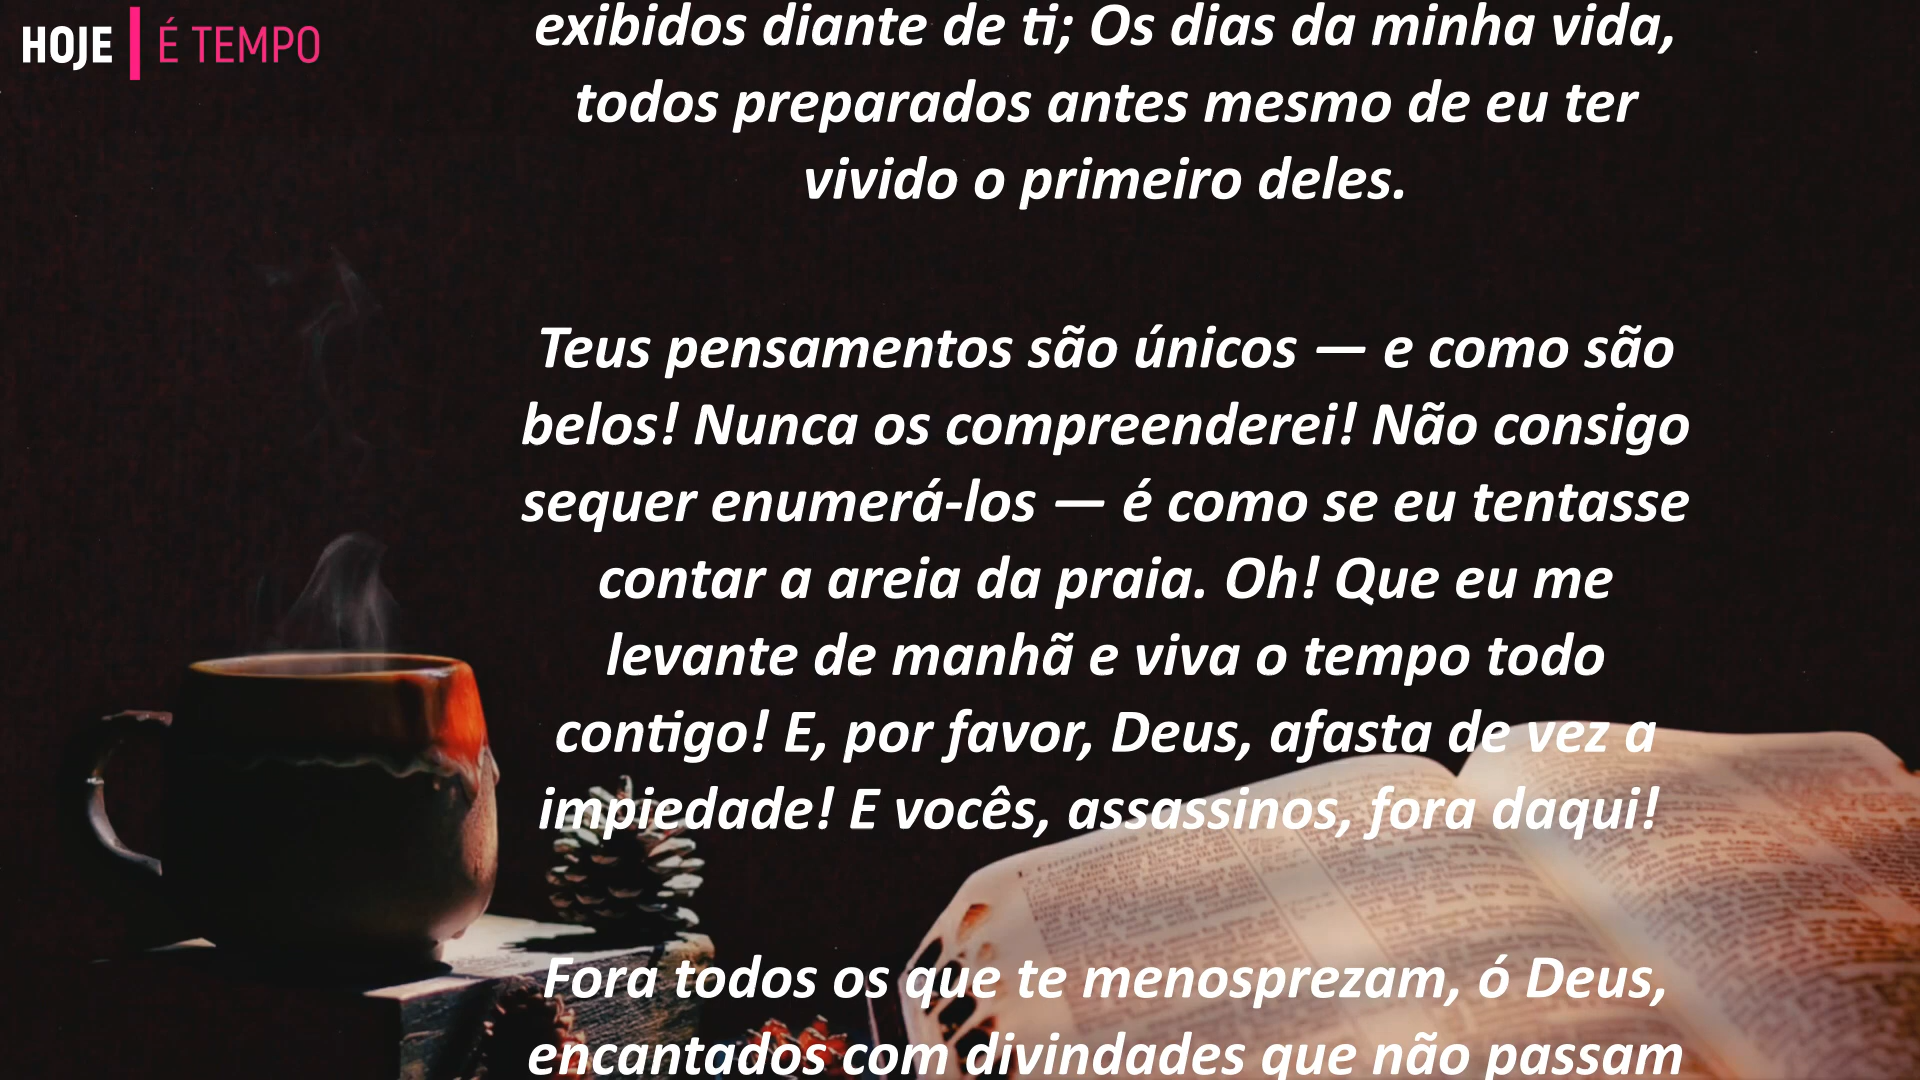 HOJE É TEMPO
exibidos diante de ti; Os dias da minha vida,
todos preparados antes mesmo de eu ter
vivido o primeiro deles.
Teus pensamentos são únicos — e como são
belos! Nunca os compreenderei! Não consigo
sequer enumerá-los — é como se eu tentasse
contar a areia da praia. Oh! Que eu me
levante de manhã e viva o tempo todo
contigo! E, por favor, Deus, afasta de vez a
impiedade! E vocês, assassinos, fora daqui!
Fora todos os que te menosprezam, ó Deus,
encantados com divindades que não passam